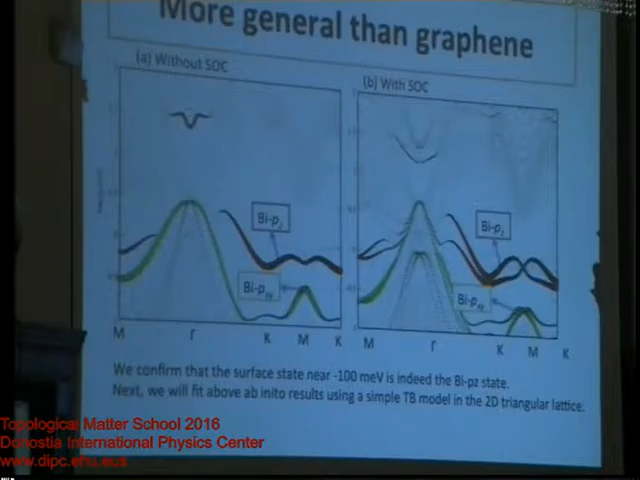 More general than graphene
(a) Without SOC
(b) With SOC
Bi-pz
Bi-pz
Bi-pxy
Bi-pxy
M Γ K M K
M Γ K M K
We confirm that the surface state near -100 meV is indeed the Bi-pz state.
Next, we will fit above ab inito results using a simple TB model in the 2D triangular lattice.
Topological Matter School 2016
Donostia International Physics Center
www.dipc.ehu.eus